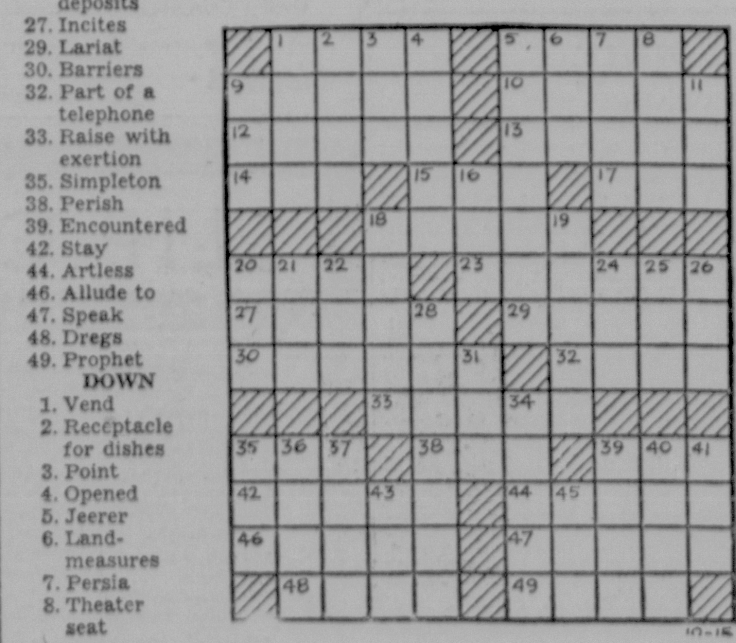 deposits
27. Incites
29. Lariat
30. Barriers
32. Part of a
telephone
33. Raise with
exertion
35. Simpleton
38. Perish
39. Encountered
42. Stay
44. Artless
46. Allude to
47. Speak
48. Dregs
49. Prophet
DOWN
1. Vend
2. Receptacle
for dishes
3. Point
4. Opened
5. Jeerer
6. Land-
measures
7. Persia
8. Theater
seat
1 2 3 4 5 6 7 8
9 10 11
12 13
14 15 16 17
18 19
20 21 22 23 24 25 26
27 28 29
30 31 32
33 34
35 36 37 38 39 40 41
42 43 44 45
46 47
48 49
10-15